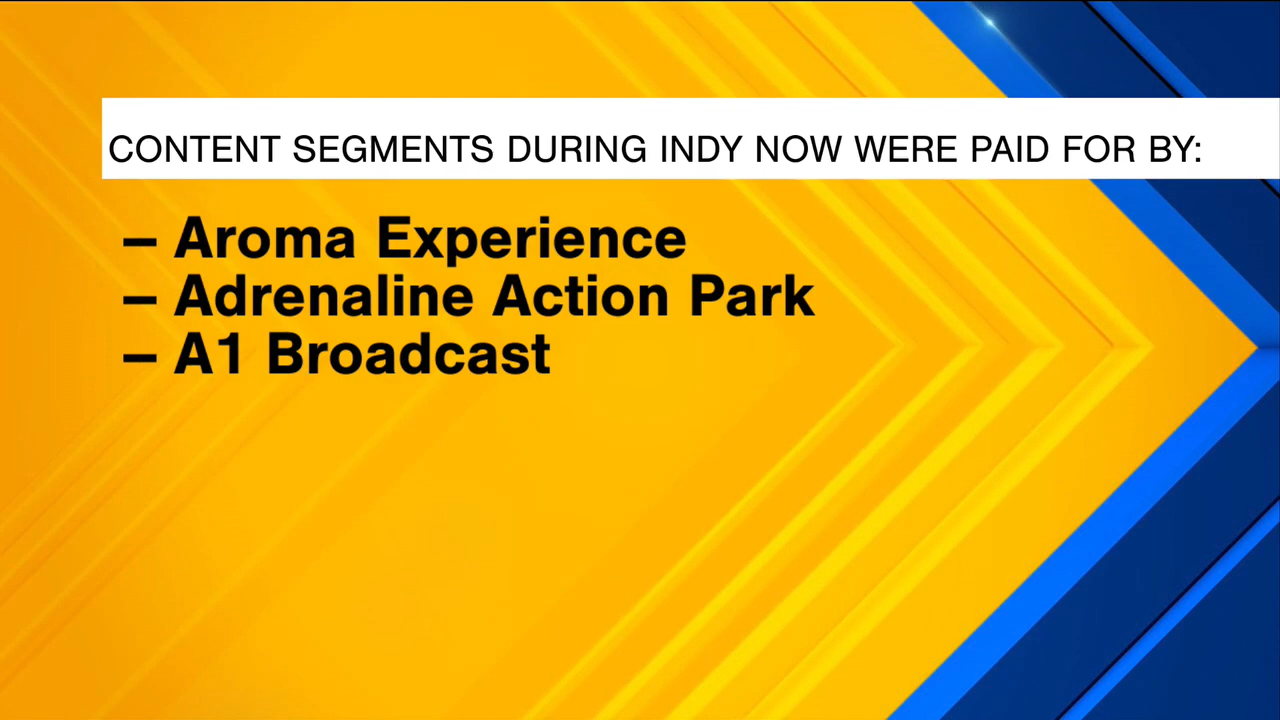 CONTENT SEGMENTS DURING INDY NOW WERE PAID FOR BY:
– Aroma Experience
– Adrenaline Action Park
– A1 Broadcast